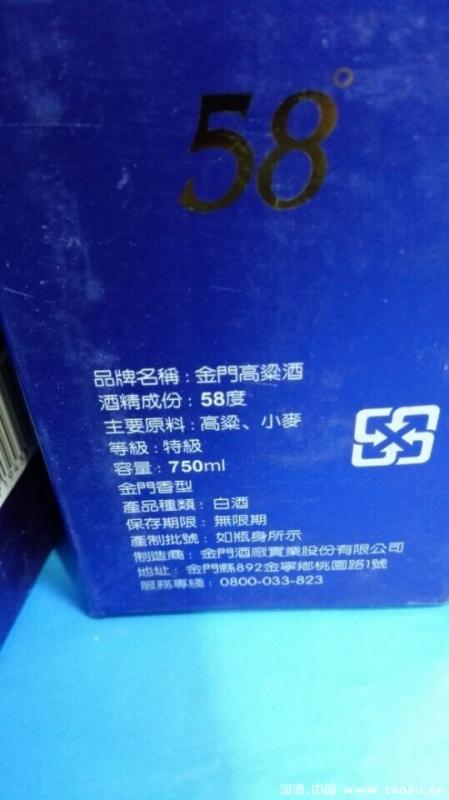 58°
品牌名稱：金門高粱酒
酒精成份：58度
主要原料：高粱、小麥
等級：特級
容量：750ml
金門香型
產品種類：白酒
保存期限：無限期
產制批號：如瓶身所示
制造商：金門酒廠實業股份有限公司
地址：金門縣892金寧鄉桃園路1號
服務專綫：0800-033-823
淘酒.中国 www.taojiu.cc